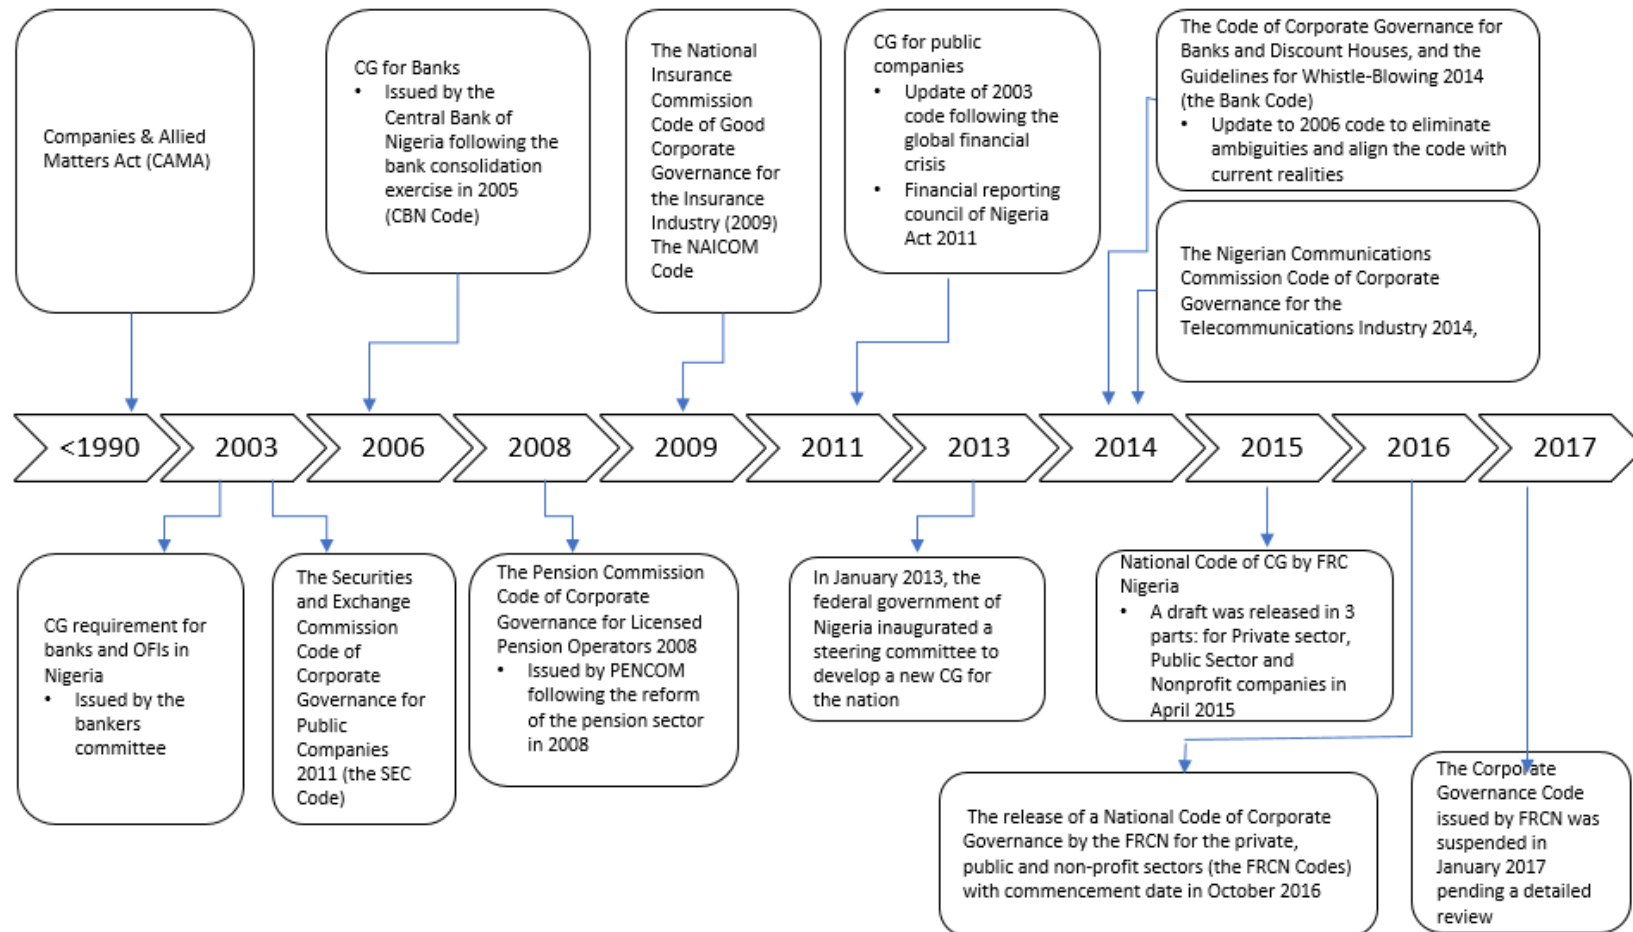 Companies & Allied
Matters Act (CAMA)
CG for Banks
• Issued by the
Central Bank of
Nigeria following the
bank consolidation
exercise in 2005
(CBN Code)
The National
Insurance
Commission
Code of Good
Corporate
Governance for
the Insurance
Industry (2009)
The NAICOM
Code
CG for public
companies
• Update of 2003
code following the
global financial
crisis
• Financial reporting
council of Nigeria
Act 2011
The Code of Corporate Governance for
Banks and Discount Houses, and the
Guidelines for Whistle-Blowing 2014
(the Bank Code)
• Update to 2006 code to eliminate
ambiguities and align the code with
current realities
The Nigerian Communications
Commission Code of Corporate
Governance for the
Telecommunications Industry 2014,
<1990
2003
2006
2008
2009
2011
2013
2014
2015
2016
2017
CG requirement for
banks and OFIs in
Nigeria
• Issued by the
bankers
committee
The Securities
and Exchange
Commission
Code of
Corporate
Governance for
Public
Companies
2011 (the SEC
Code)
The Pension Commission
Code of Corporate
Governance for Licensed
Pension Operators 2008
• Issued by PENCOM
following the reform
of the pension sector
in 2008
In January 2013, the
federal government of
Nigeria inaugurated a
steering committee to
develop a new CG for
the nation
National Code of CG by FRC
Nigeria
• A draft was released in 3
parts: for Private sector,
Public Sector and
Nonprofit companies in
April 2015
The release of a National Code of Corporate
Governance by the FRCN for the private,
public and non-profit sectors (the FRCN Codes)
with commencement date in October 2016
The Corporate
Governance Code
issued by FRCN was
suspended in
January 2017
pending a detailed
review